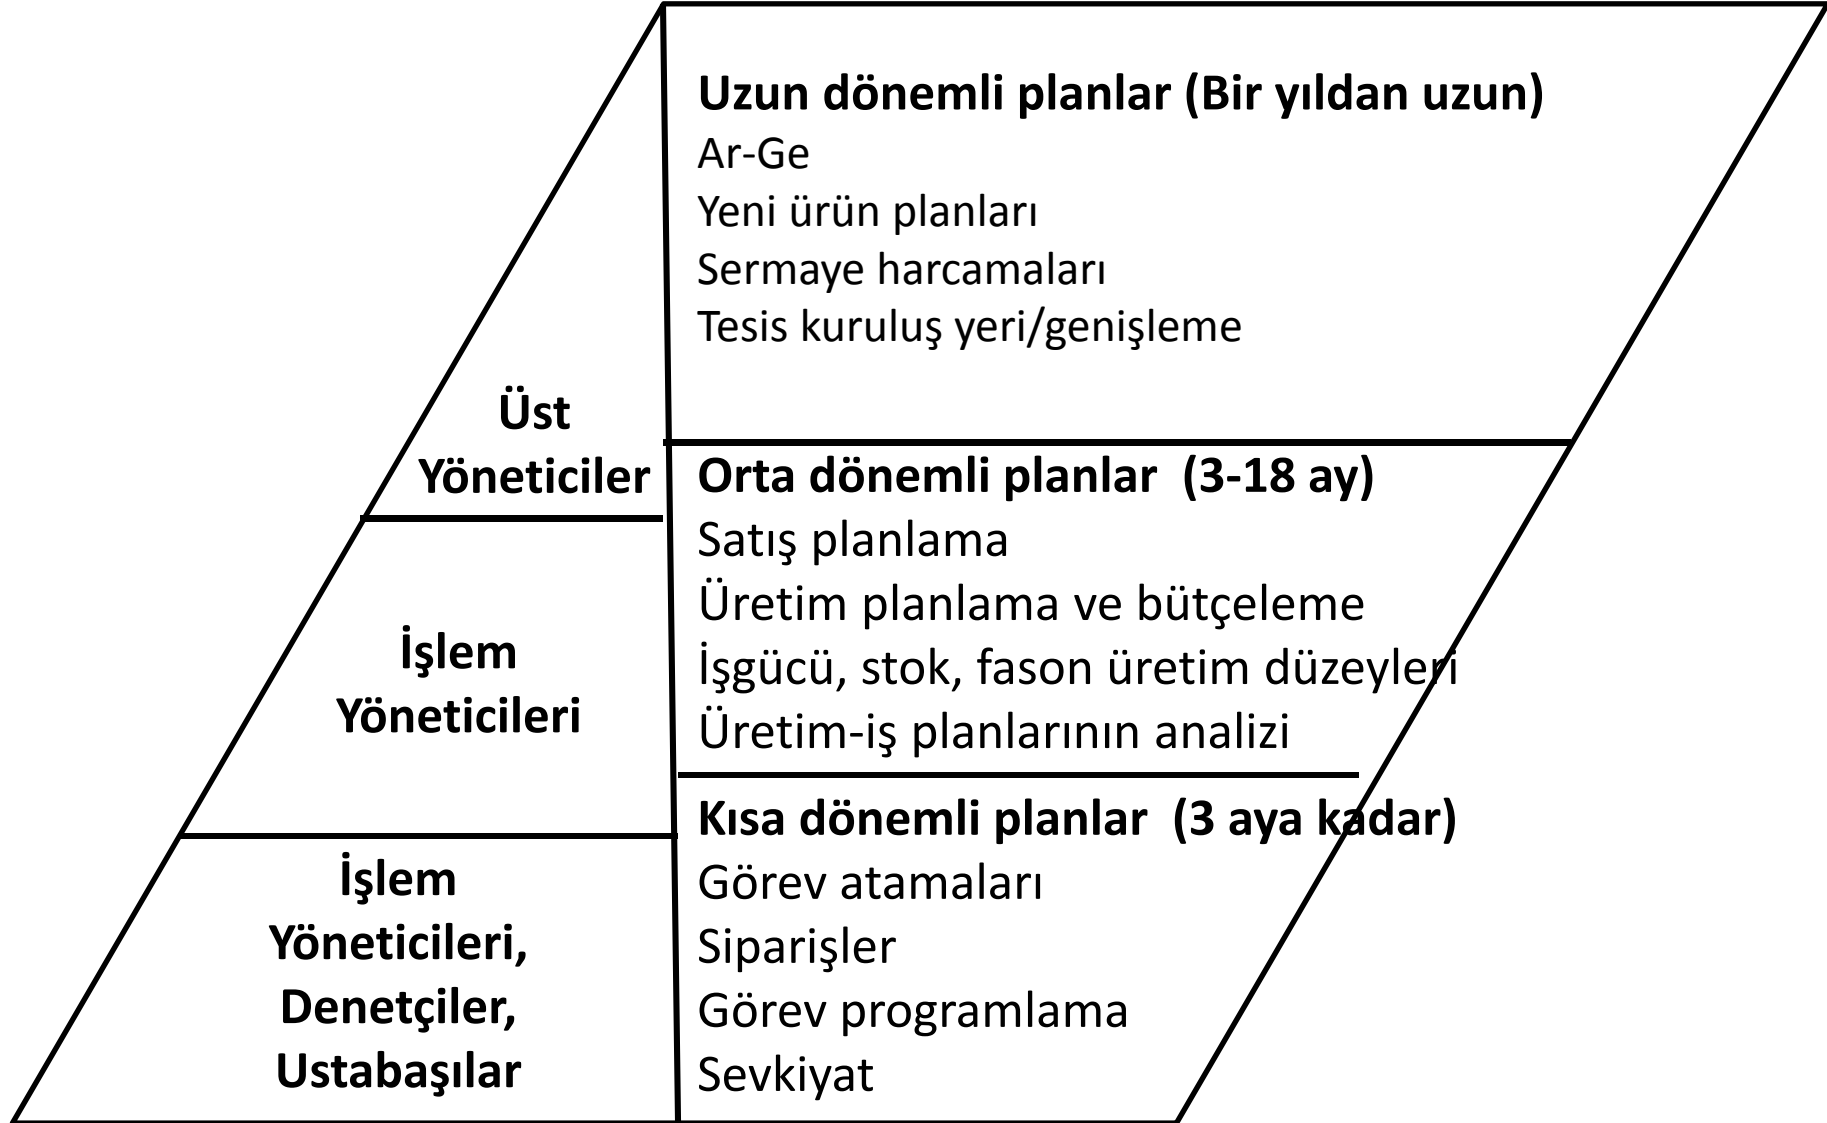 Uzun dönemli planlar (Bir yıldan uzun)
Ar-Ge
Yeni ürün planları
Sermaye harcamaları
Tesis kuruluş yeri/genişleme
Üst
Yöneticiler
Orta dönemli planlar (3-18 ay)
Satış planlama
Üretim planlama ve bütçeleme
İşgücü, stok, fason üretim düzeyleri
Üretim-iş planlarının analizi
İşlem
Yöneticileri
Kısa dönemli planlar (3 aya kadar)
Görev atamaları
Siparişler
Görev programlama
Sevkiyat
İşlem
Yöneticileri,
Denetçiler,
Ustabaşılar